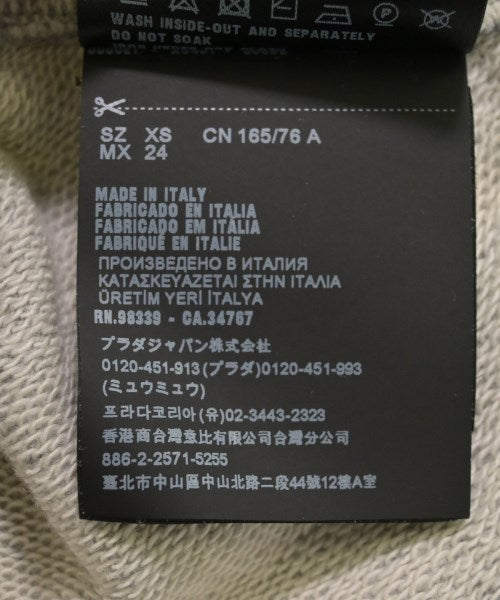 WASH INSIDE-OUT AND SEPARATELY
DO NOT SOAK
SZ XS CN 165/76 A
MX 24
MADE IN ITALY
FABRICADO EN ITALIA
FABRICADO EM ITALIA
FABRIQUÉ EN ITALIE
ПРОИЗВЕДЕНО В ИТАЛИЯ
ΚΑΤΑΣΚΕΥΑΖΕΤΑΙ ΣΤΗΝ ΙΤΑΛΙΑ
ÜRETİM YERİ İTALYA
RN.98339 - CA.34767
プラダジャパン株式会社
0120-451-913(プラダ)0120-451-993
(ミュウミュウ)
프라다코리아(유)02-3443-2323
香港商台灣意比有限公司台灣分公司
886-2-2571-5255
臺北市中山區中山北路二段44號12樓A室